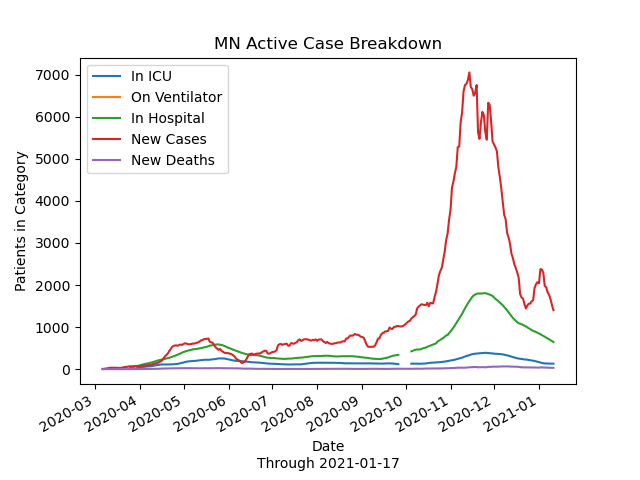 MN Active Case Breakdown
In ICU
On Ventilator
In Hospital
New Cases
New Deaths
Patients in Category
7000
6000
5000
4000
3000
2000
1000
0
2020-03
2020-04
2020-05
2020-06
2020-07
2020-08
2020-09
2020-10
2020-11
2020-12
2021-01
Date
Through 2021-01-17